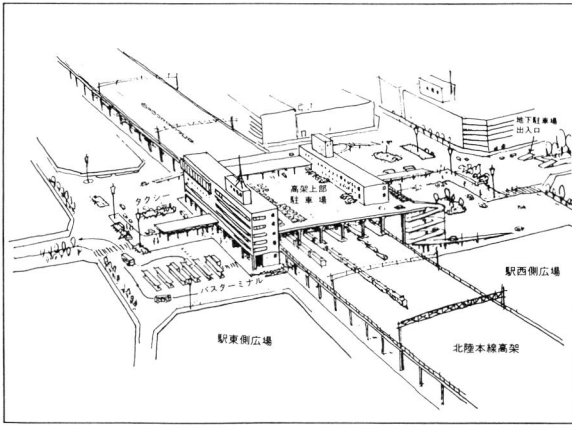 地下駐車場
出入口
高架上部
駐車場
タクシー
バスターミナル
駅西側広場
駅東側広場
北陸本線高架